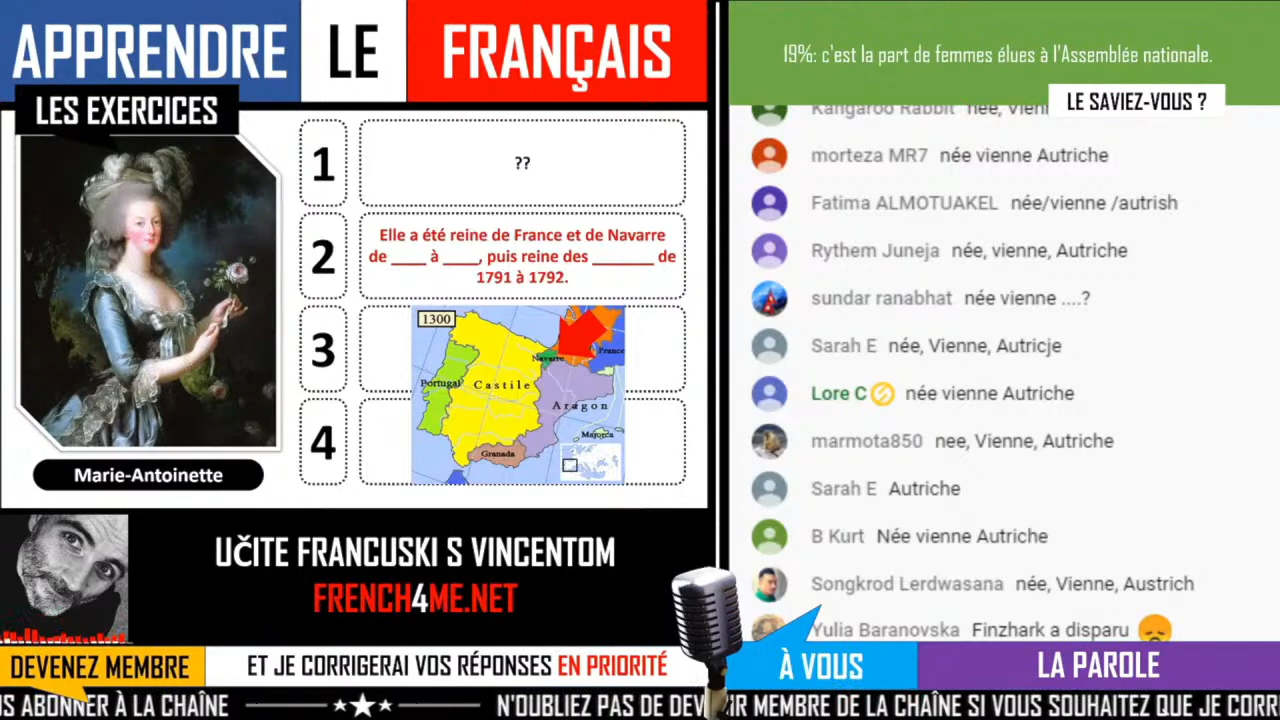 APPRENDRE LE FRANÇAIS
LES EXERCICES
1
??
2
Elle a été reine de France et de Navarre
de ____ à ____, puis reine des _______ de
1791 à 1792.
3
4
1300
Navarre
France
Portugal
Castile
Aragon
Majorca
Granada
Marie-Antoinette
UČITE FRANCUSKI S VINCENTOM
FRENCH4ME.NET
DEVENEZ MEMBRE
ET JE CORRIGERAI VOS RÉPONSES EN PRIORITÉ
19%: c'est la part de femmes élues à l'Assemblée nationale.
LE SAVIEZ-VOUS ?
Kangaroo Rabbit née,
morteza MR7 née vienne Autriche
Fatima ALMOTUAKEL née/vienne /autrish
Rythem Juneja née, vienne, Autriche
sundar ranabhat née vienne ....?
Sarah E née, Vienne, Autricje
Lore C née vienne Autriche
marmota850 nee, Vienne, Autriche
Sarah E Autriche
B Kurt Née vienne Autriche
Songkrod Lerdwasana née, Vienne, Austrich
Yulia Baranovska Finzhark a disparu
À VOUS
LA PAROLE
US ABONNER À LA CHAÎNE
N'OUBLIEZ PAS DE DEV IR MEMBRE DE LA CHAÎNE SI VOUS SOUHAITEZ QUE JE CORR